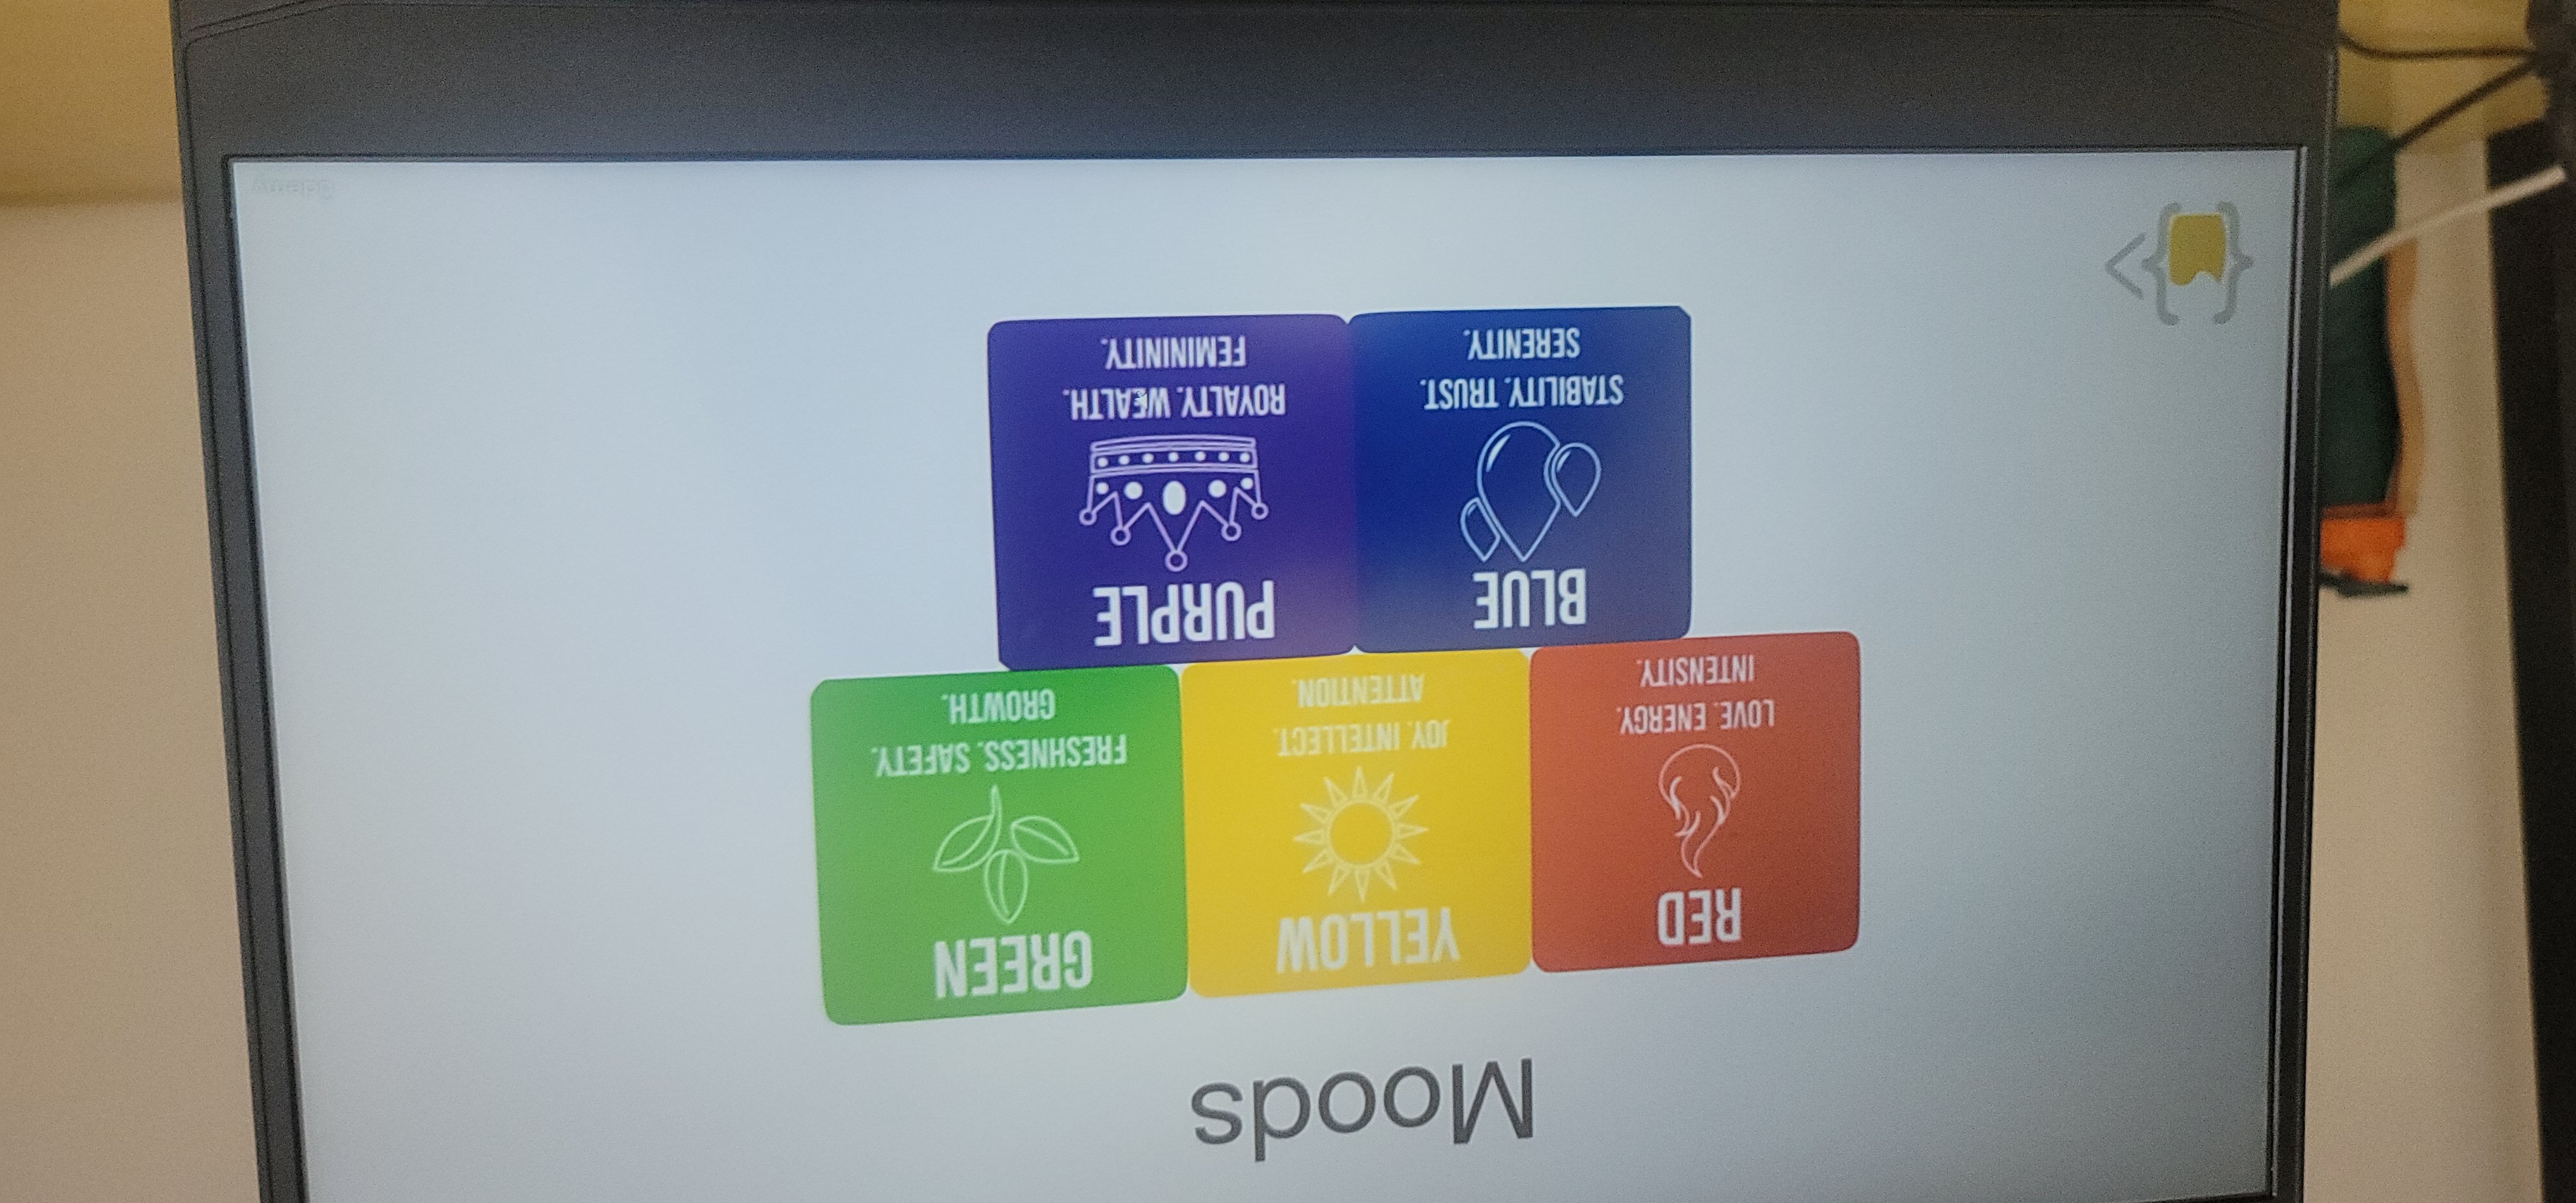 Moods
RED
LOVE. ENERGY.
INTENSITY.
YELLOW
JOY. INTELLECT.
ATTENTION.
GREEN
FRESHNESS. SAFETY.
GROWTH.
BLUE
STABILITY. TRUST.
SERENITY.
PURPLE
ROYALTY. WEALTH.
FEMININITY.
{ }>
Udemy